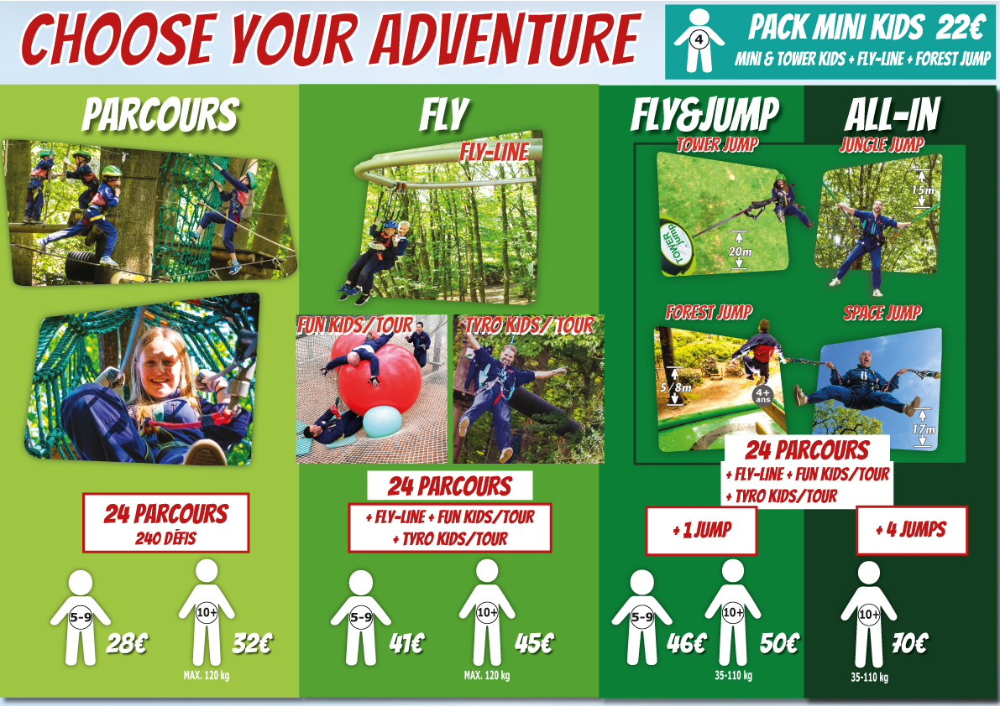 CHOOSE YOUR ADVENTURE
4
PACK MINI KIDS 22€
MINI & TOWER KIDS + FLY-LINE + FOREST JUMP
PARCOURS
24 PARCOURS
240 DÉFIS
5-9
28€
10+
32€
MAX. 120 kg
FLY
FLY-LINE
FUN KIDS/TOUR
TYRO KIDS/TOUR
24 PARCOURS
+ FLY-LINE + FUN KIDS/TOUR
+ TYRO KIDS/TOUR
5-9
41€
10+
45€
MAX. 120 kg
FLY&JUMP
ALL-IN
TOWER JUMP
TOWER
jump
20m
JUNGLE JUMP
15m
FOREST JUMP
5/8m
4+
ans
SPACE JUMP
17m
24 PARCOURS
+ FLY-LINE + FUN KIDS/TOUR
+ TYRO KIDS/TOUR
+ 1 JUMP
5-9
46€
10+
50€
35-110 kg
+ 4 JUMPS
10+
70€
35-110 kg